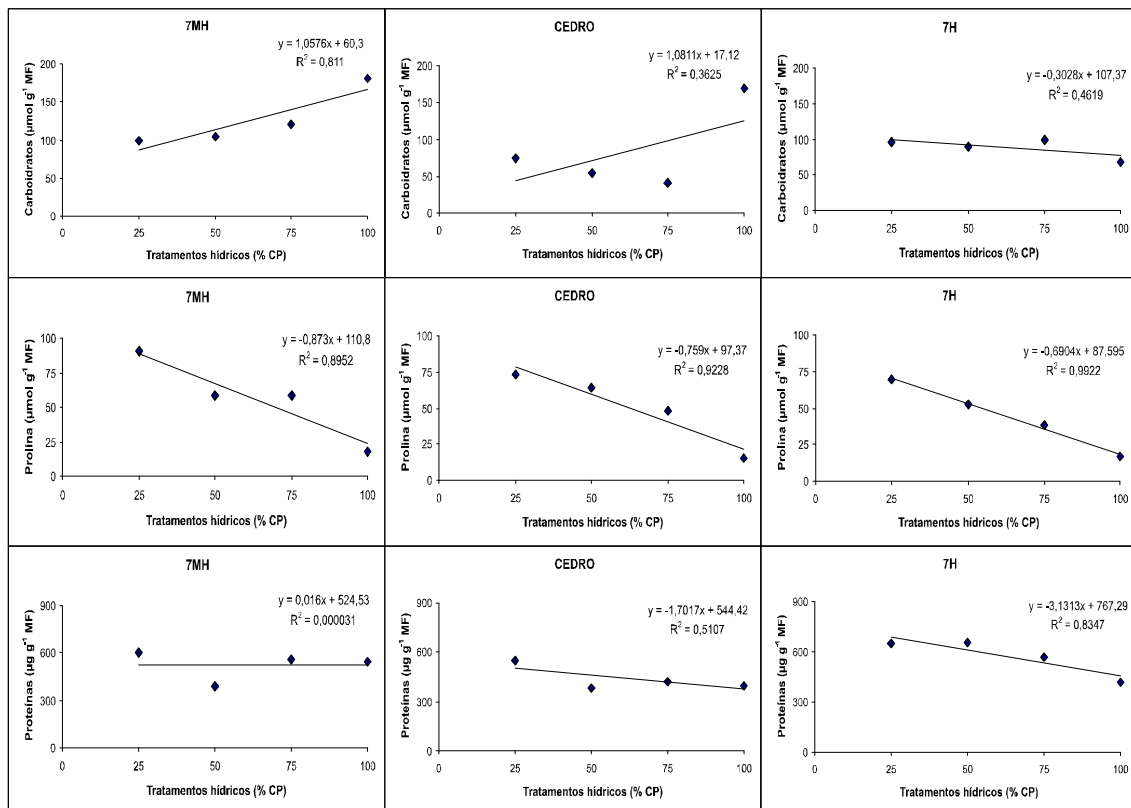 7MH
y = 1,0576x + 60,3
R² = 0,811
Carboidratos (µmol g⁻¹ MF)
200
150
100
50
0
0 25 50 75 100
Tratamentos hídricos (% CP)
CEDRO
y = 1,0811x + 17,12
R² = 0,3625
Carboidratos (µmol g⁻¹ MF)
200
150
100
50
0
0 25 50 75 100
Tratamentos hídricos (% CP)
7H
y = -0,3028x + 107,37
R² = 0,4619
Carboidratos (µmol g⁻¹ MF)
200
150
100
50
0
0 25 50 75 100
Tratamentos hídricos (% CP)
7MH
y = -0,873x + 110,8
R² = 0,8952
Prolina (µmol g⁻¹ MF)
100
75
50
25
0
0 25 50 75 100
Tratamentos hídricos (% CP)
CEDRO
y = -0,759x + 97,37
R² = 0,9228
Prolina (µmol g⁻¹ MF)
100
75
50
25
0
0 25 50 75 100
Tratamentos hídricos (% CP)
7H
y = -0,6904x + 87,595
R² = 0,9922
Prolina (µmol g⁻¹ MF)
100
75
50
25
0
0 25 50 75 100
Tratamentos hídricos (% CP)
7MH
y = 0,016x + 524,53
R² = 0,000031
Proteínas (µg g⁻¹ MF)
900
600
300
0
0 25 50 75 100
Tratamentos hídricos (% CP)
CEDRO
y = -1,7017x + 544,42
R² = 0,5107
Proteínas (µg g⁻¹ MF)
900
600
300
0
0 25 50 75 100
Tratamentos hídricos (% CP)
7H
y = -3,1313x + 767,29
R² = 0,8347
Proteínas (µg g⁻¹ MF)
900
600
300
0
0 25 50 75 100
Tratamentos hídricos (% CP)